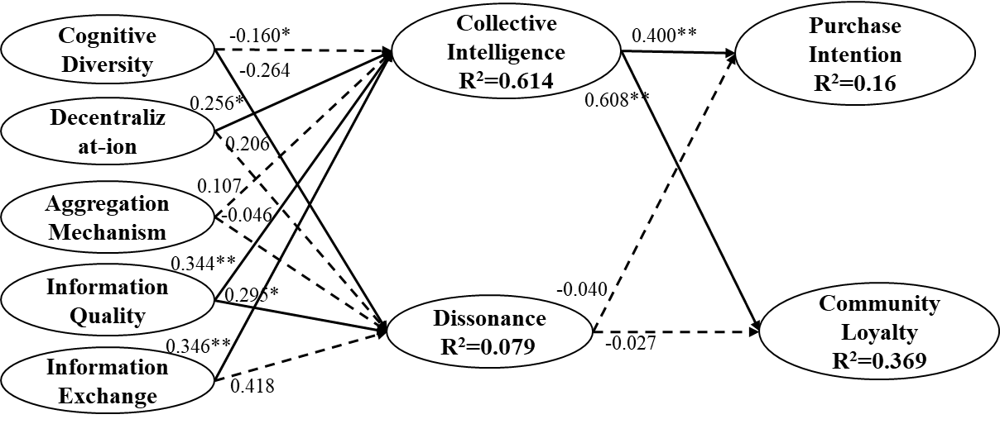 Cognitive
Diversity
Decentraliz
at-ion
Aggregation
Mechanism
Information
Quality
Information
Exchange
-0.160*
-0.264
0.256*
0.206
0.107
-0.046
0.344**
0.295*
0.346**
0.418
Collective
Intelligence
R²=0.614
Dissonance
R²=0.079
0.400**
0.608**
-0.040
-0.027
Purchase
Intention
R²=0.16
Community
Loyalty
R²=0.369